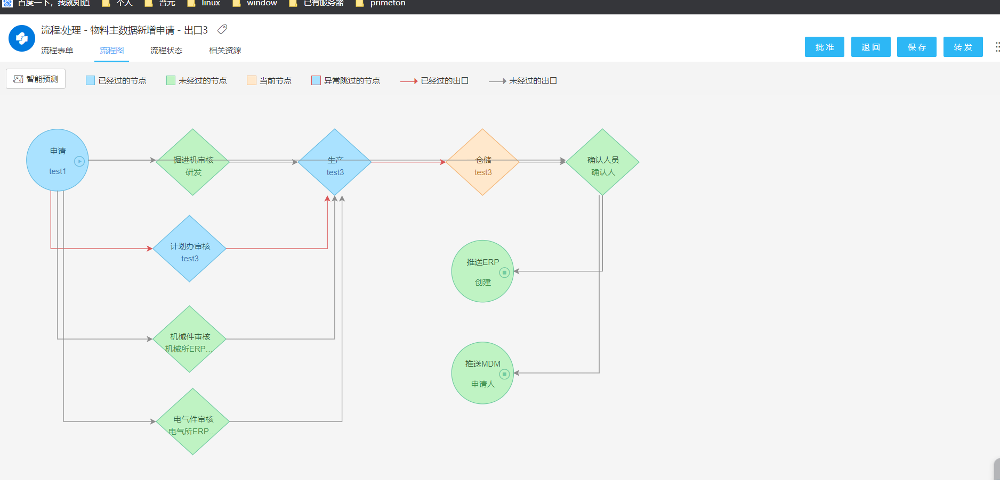 百度一下，我就知道 个人 普元 linux window 已有服务器 primeton
流程:处理 - 物料主数据新增申请 - 出口3
流程表单 流程图 流程状态 相关资源
批准 退回 保存 转发
智能预测 已经过的节点 未经过的节点 当前节点 异常跳过的节点 已经过的出口 未经过的出口
申请
test1
掘进机审核
研发
生产
test3
仓储
test3
确认人员
确认人
计划办审核
test3
推送ERP
创建
机械件审核
机械所ERP...
推送MDM
申请人
电气件审核
电气所ERP...